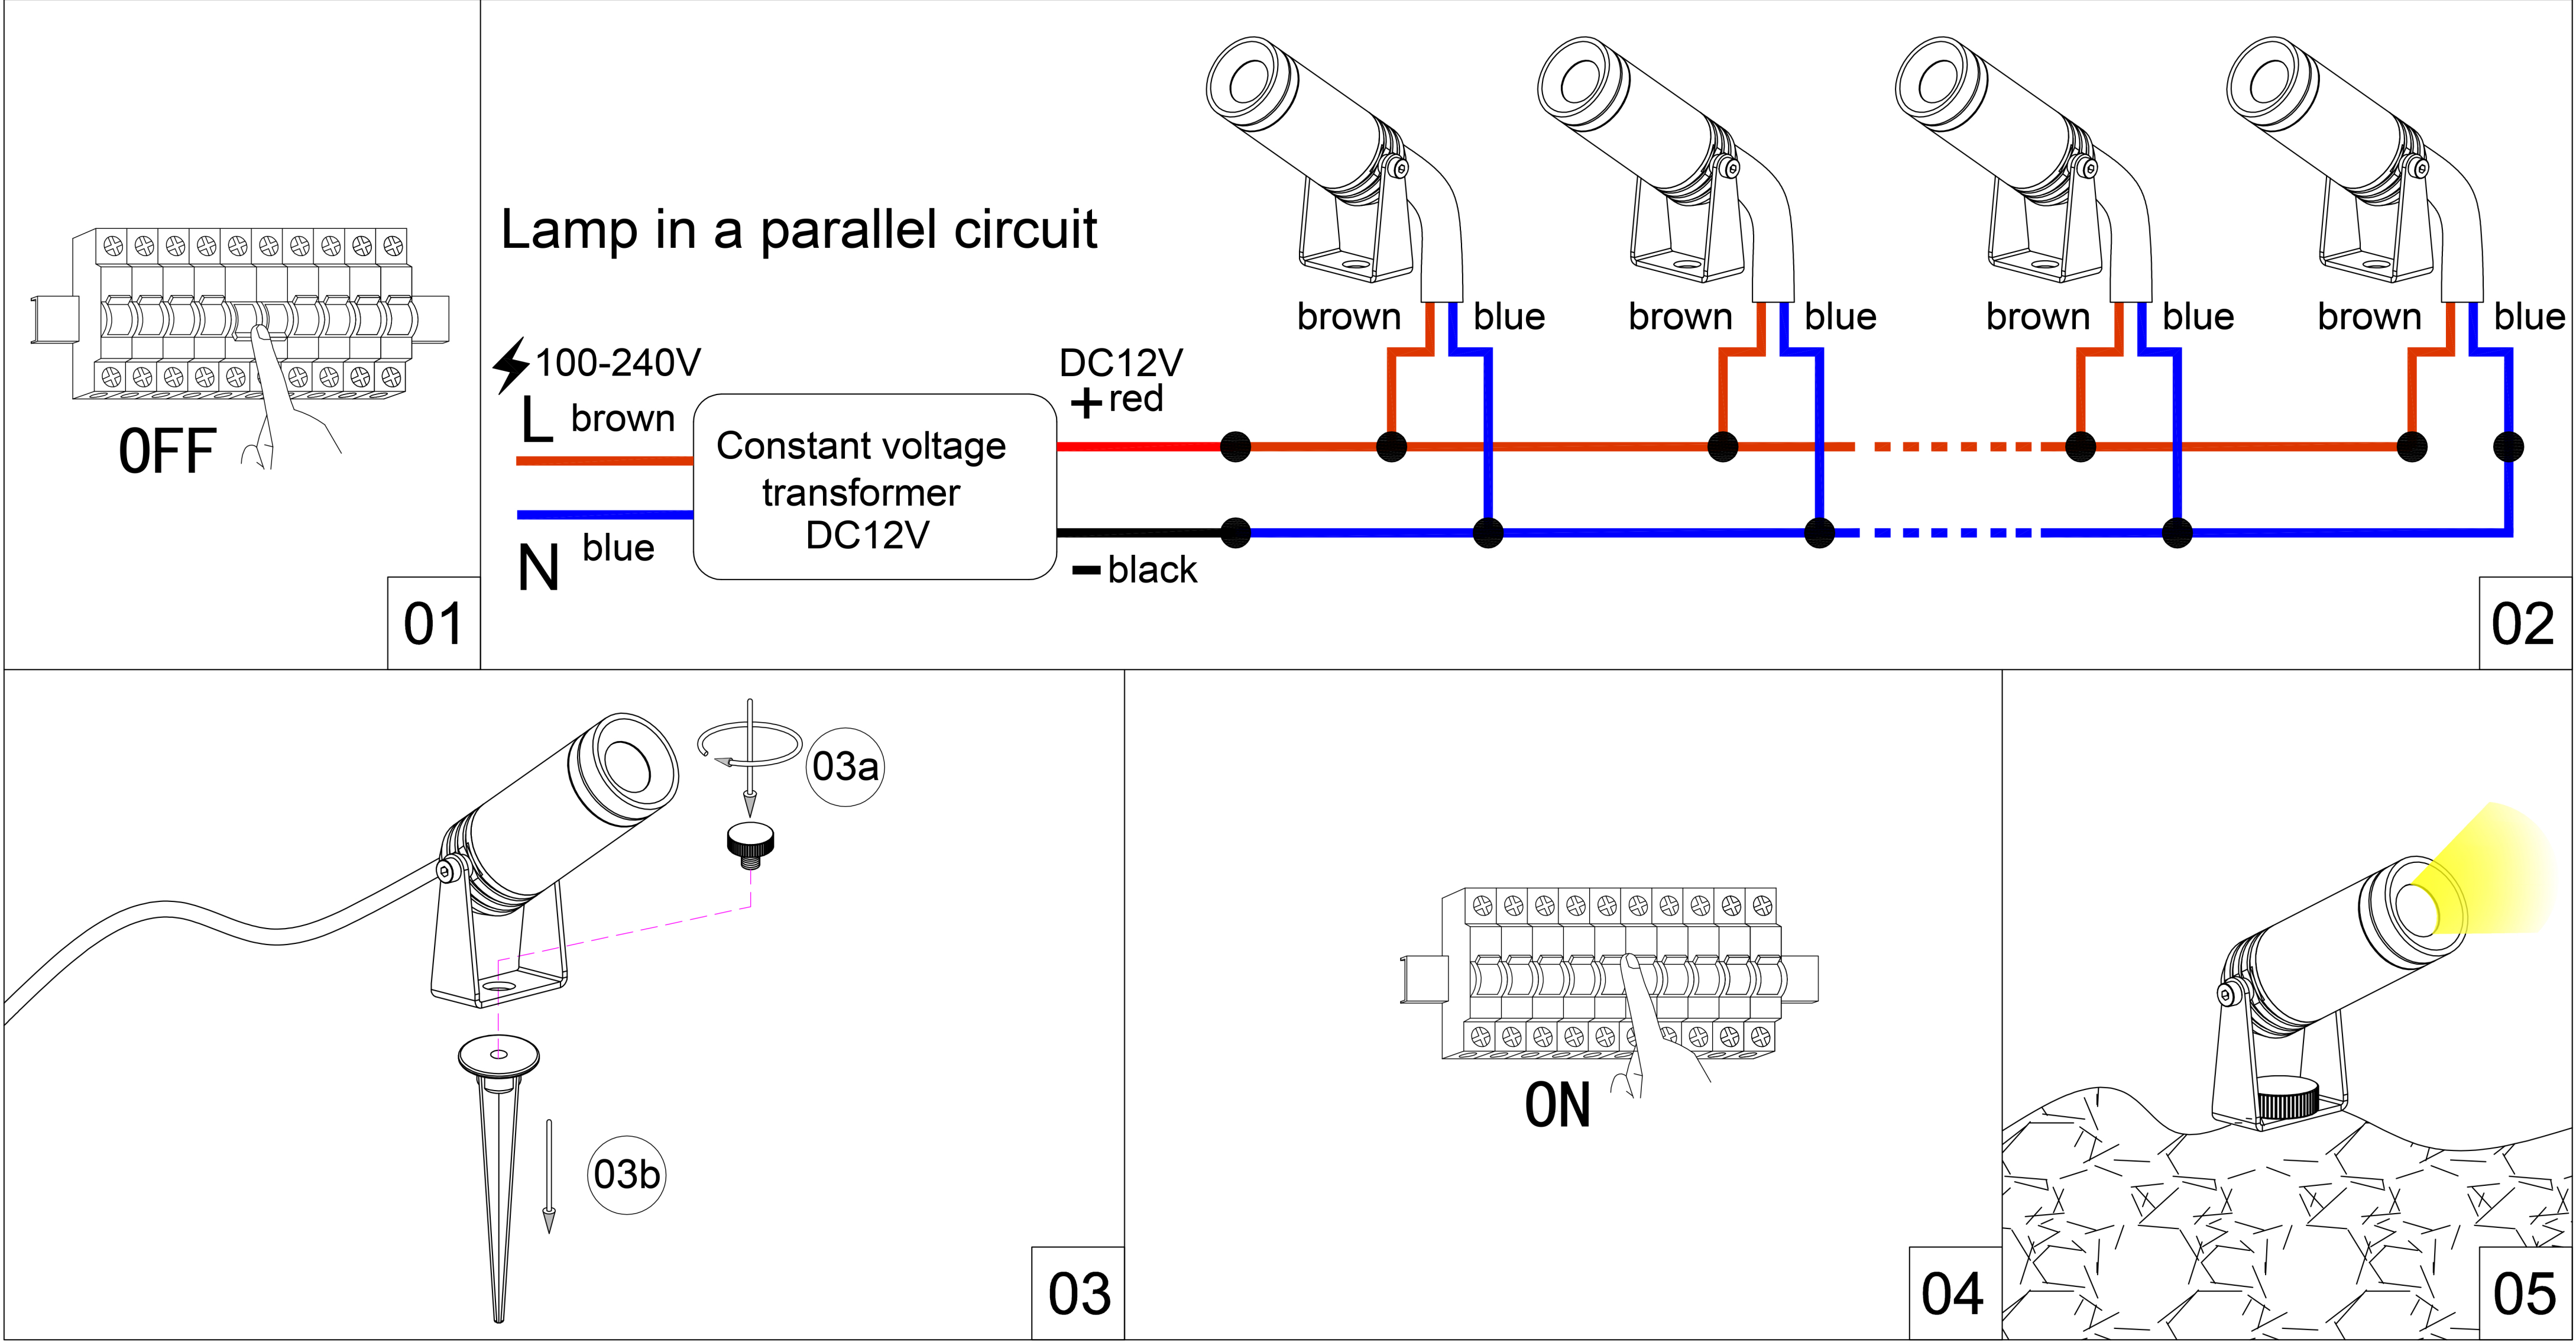 OFF
01
Lamp in a parallel circuit
100-240V
L brown
N blue
Constant voltage
transformer
DC12V
DC12V
+ red
- black
brown blue
brown blue
brown blue
brown blue
02
03a
03b
03
ON
04
05